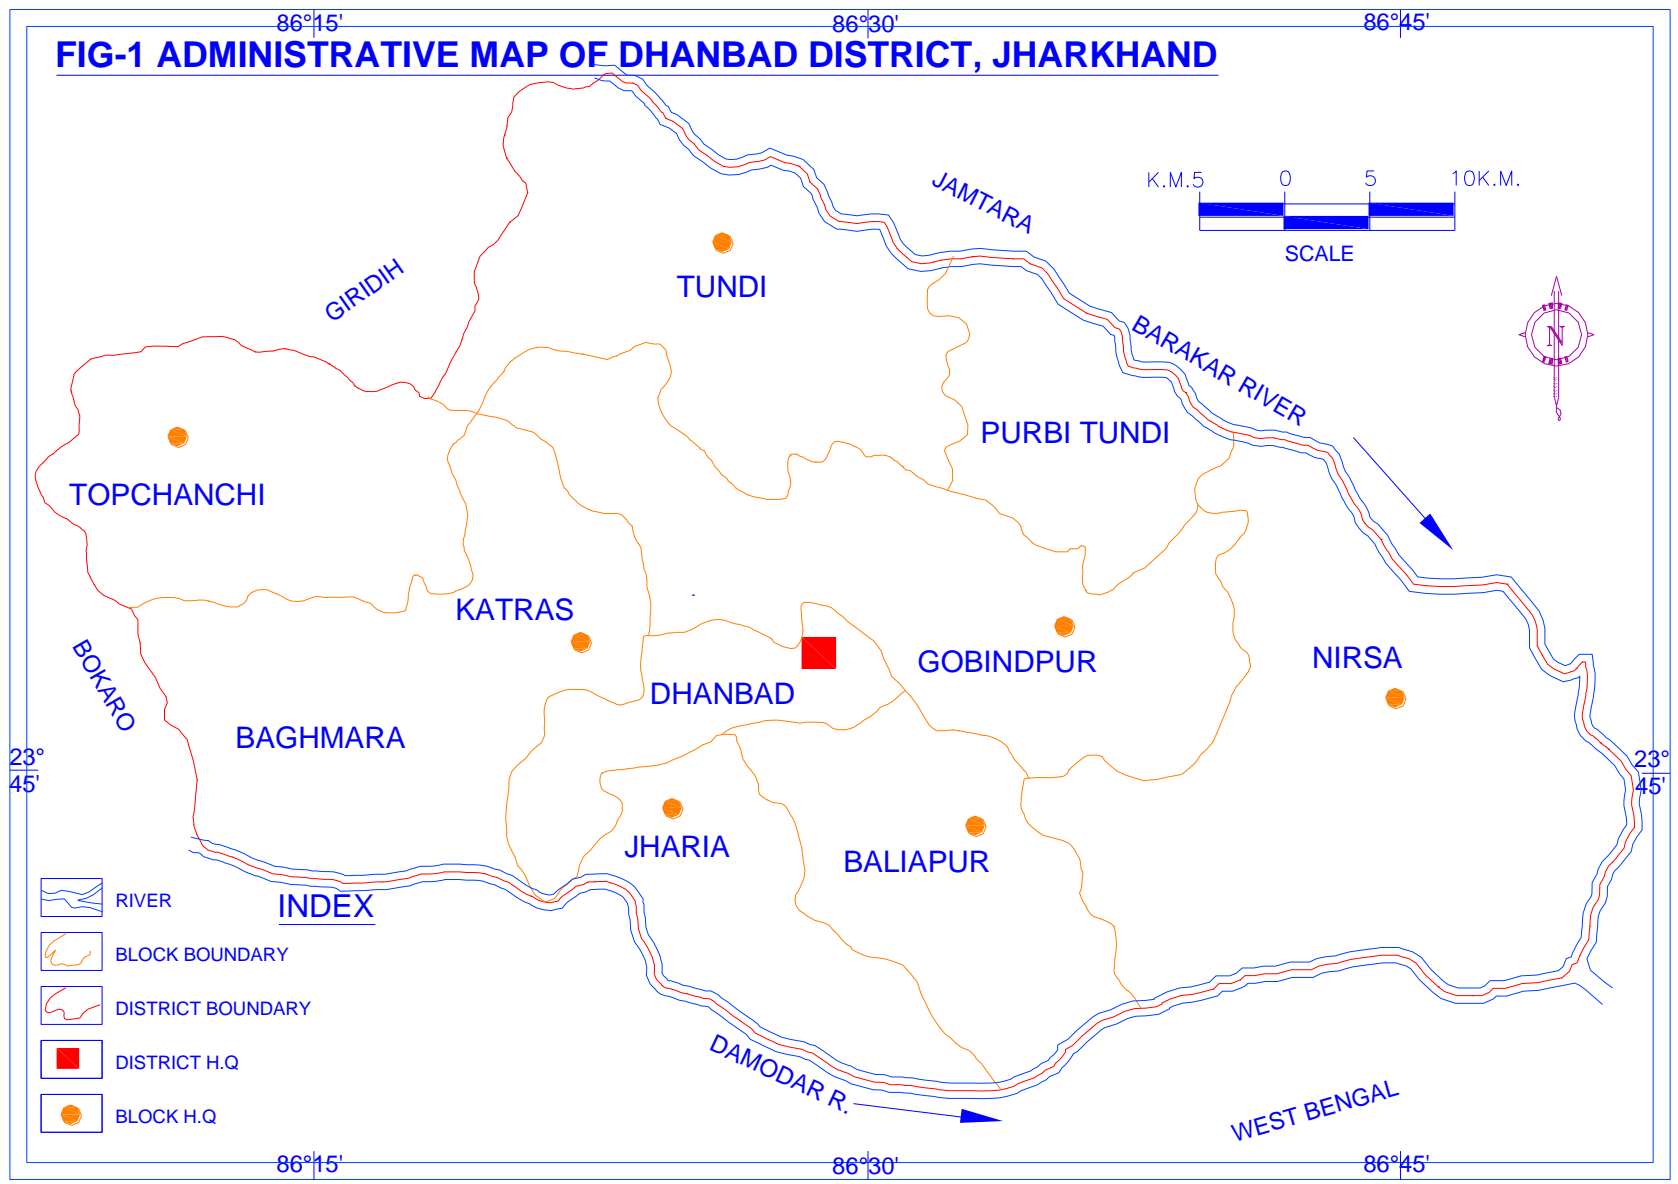 86°15'
86°30'
86°45'
FIG-1 ADMINISTRATIVE MAP OF DHANBAD DISTRICT, JHARKHAND
K.M.5 0 5 10K.M.
SCALE
JAMTARA
GIRIDIH
TUNDI
N
BARAKAR RIVER
PURBI TUNDI
TOPCHANCHI
KATRAS
GOBINDPUR
NIRSA
BOKARO
DHANBAD
BAGHMARA
23°
45'
23°
45'
JHARIA
BALIAPUR
INDEX
RIVER
BLOCK BOUNDARY
DISTRICT BOUNDARY
DISTRICT H.Q
BLOCK H.Q
DAMODAR R.
WEST BENGAL
86°15'
86°30'
86°45'